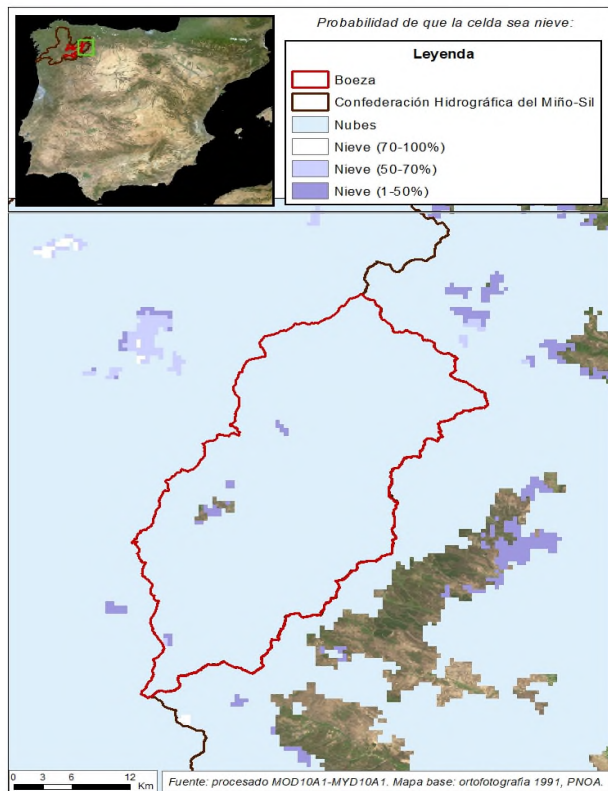 Probabilidad de que la celda sea nieve:
Leyenda
Boeza
Confederación Hidrográfica del Miño-Sil
Nubes
Nieve (70-100%)
Nieve (50-70%)
Nieve (1-50%)
0 3 6 12
Km
Fuente: procesado MOD10A1-MYD10A1. Mapa base: ortofotografía 1991, PNOA.